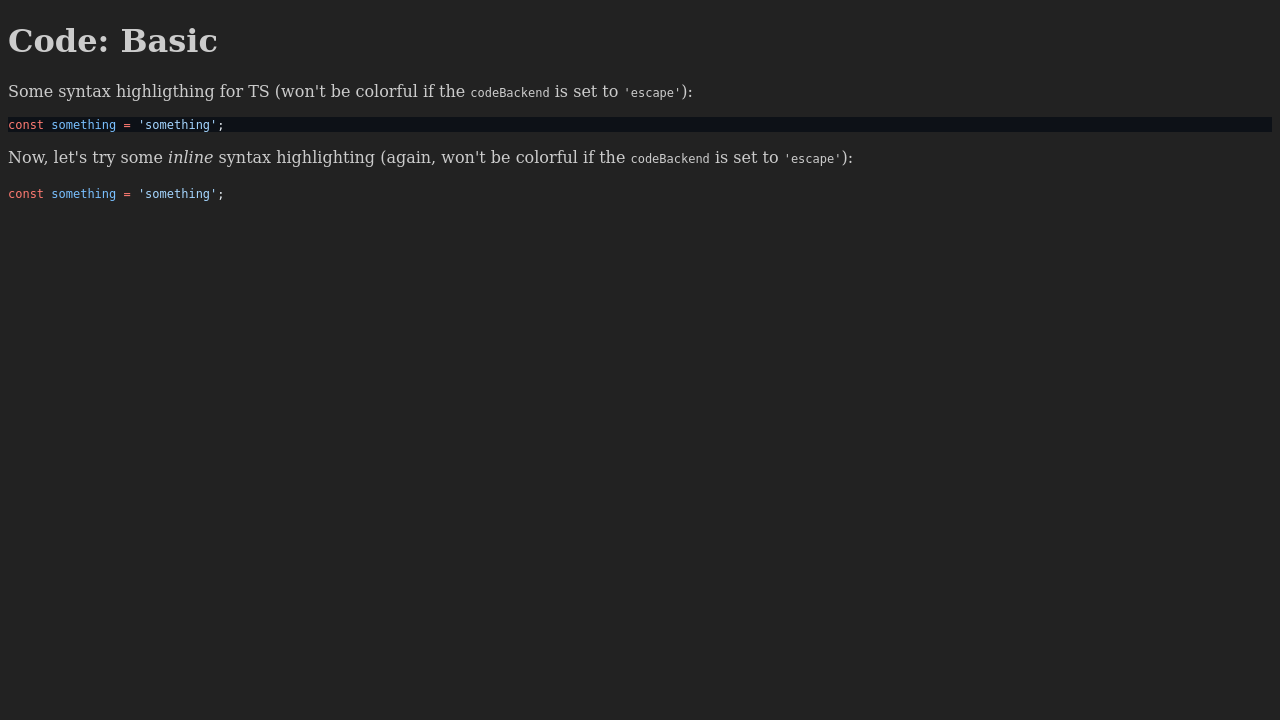 Code: Basic
Some syntax highligthing for TS (won't be colorful if the codeBackend is set to 'escape'):
const something = 'something';
Now, let's try some inline syntax highlighting (again, won't be colorful if the codeBackend is set to 'escape'):
const something = 'something';